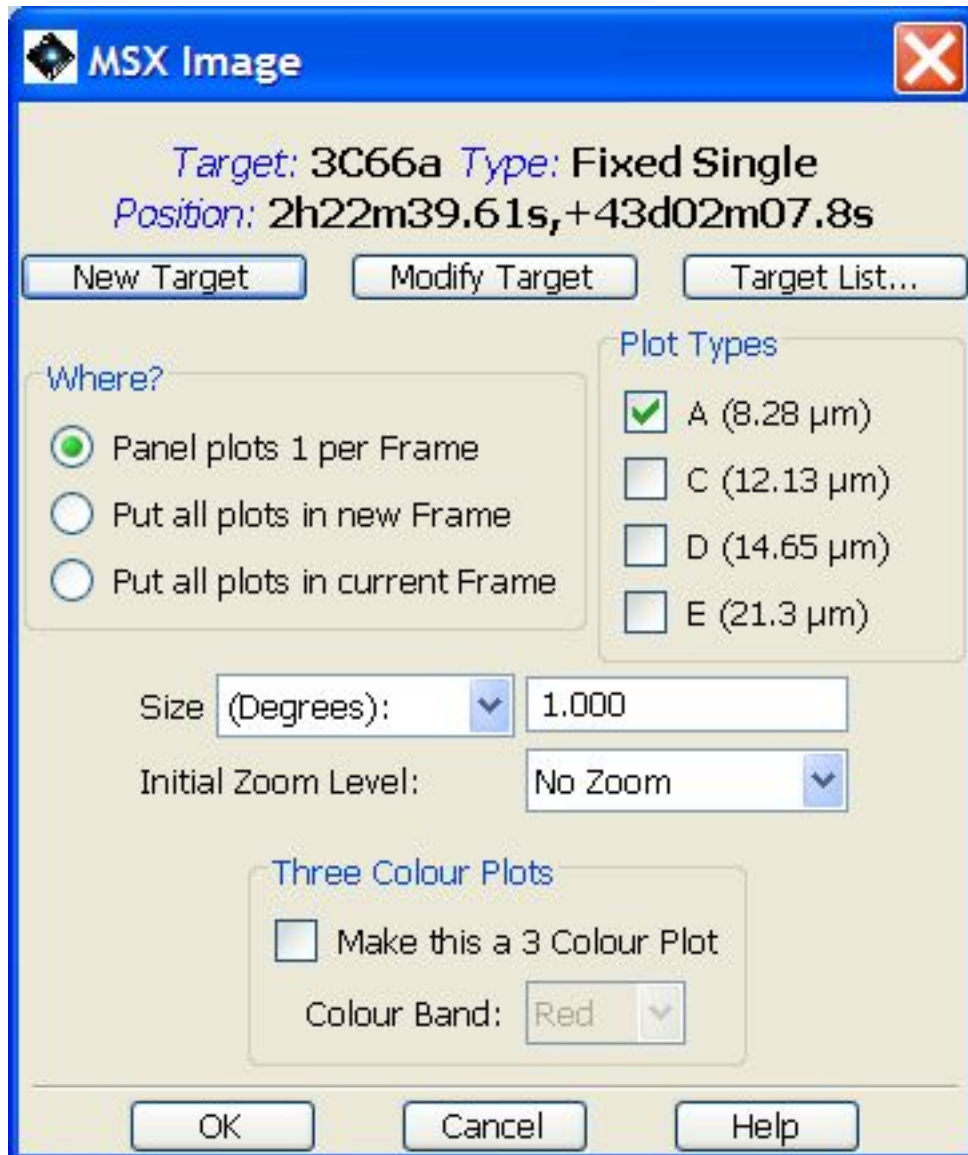 MSX Image
Target: 3C66a Type: Fixed Single
Position: 2h22m39.61s,+43d02m07.8s
New Target
Modify Target
Target List...
Where?
Panel plots 1 per Frame
Put all plots in new Frame
Put all plots in current Frame
Plot Types
A (8.28 µm)
C (12.13 µm)
D (14.65 µm)
E (21.3 µm)
Size (Degrees): 1.000
Initial Zoom Level: No Zoom
Three Colour Plots
Make this a 3 Colour Plot
Colour Band: Red
OK
Cancel
Help